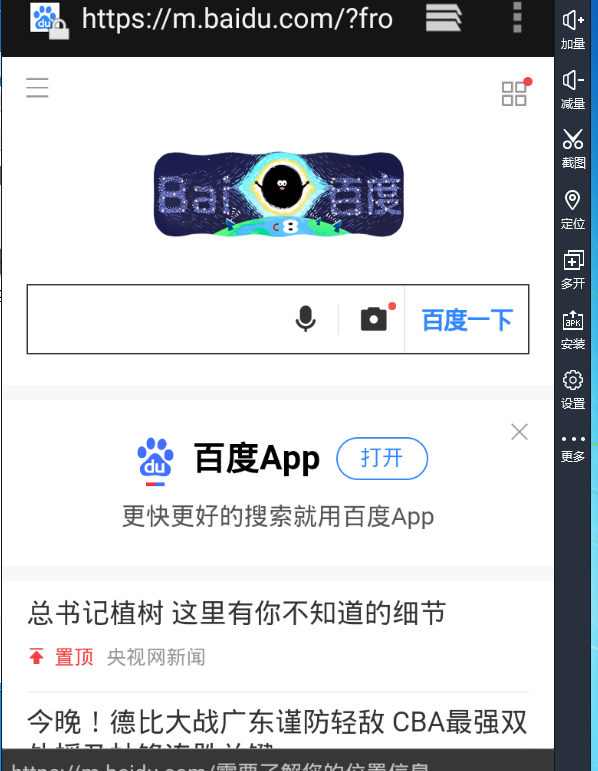 https://m.baidu.com/?fro
加量
减量
截图
定位
多开
安装
设置
更多
Bai 百度
百度一下
du 百度App 打开
更快更好的搜索就用百度App
总书记植树 这里有你不知道的细节
置顶 央视网新闻
今晚！德比大战广东谨防轻敌 CBA最强双
https://m.baidu.com/需要了解您的位置信息